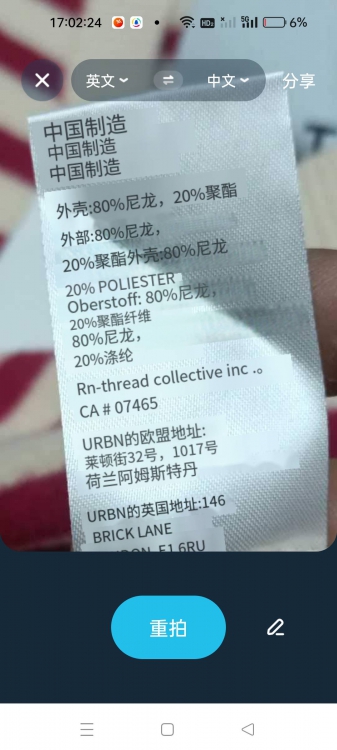 17:02:24
HD2
5G
6%
英文
中文
分享
中国制造
中国制造
中国制造
外壳:80%尼龙，20%聚酯
外部:80%尼龙，
20%聚酯外壳:80%尼龙
20% POLIESTER
Oberstoff: 80%尼龙，
20%聚酯纤维
80%尼龙，
20%涤纶
Rn-thread collective inc .。
CA # 07465
URBN的欧盟地址:
莱顿街32号，1017号
荷兰阿姆斯特丹
URBN的英国地址:146
BRICK LANE
E1 6RU
重拍